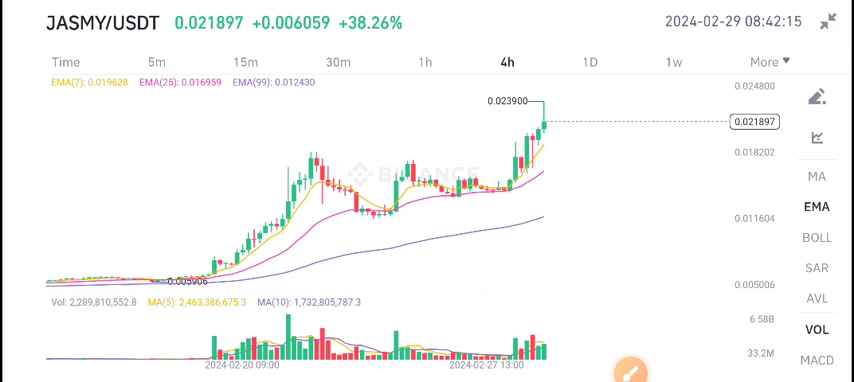 JASMY/USDT 0.021897 +0.006059 +38.26% 2024-02-29 08:42:15
Time 5m 15m 30m 1h 4h 1D 1w More
EMA(7): 0.019628 EMA(25): 0.016959 EMA(99): 0.012430
0.024800
0.023900
0.021897
0.018202
BINANCE
MA
EMA
0.011604
BOLL
SAR
0.005906
0.005006
AVL
Vol: 2,289,810,552.8 MA(5): 2,463,386,675.3 MA(10): 1,732,805,787.3
6.58B
VOL
33.2M
MACD
2024-02-20 09:00 2024-02-27 13:00